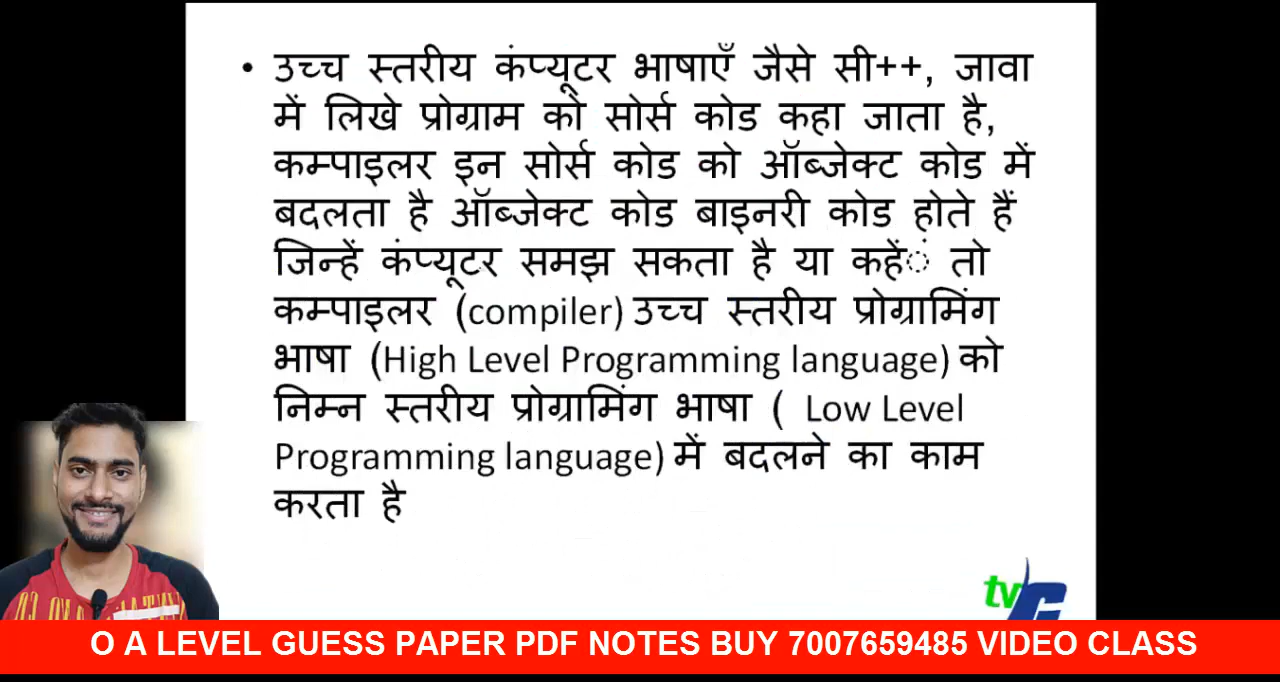 • उच्च स्तरीय कंप्यूटर भाषाएँ जैसे सी++, जावा
में लिखे प्रोग्राम को सोर्स कोड कहा जाता है,
कम्पाइलर इन सोर्स कोड को ऑब्जेक्ट कोड में
बदलता है ऑब्जेक्ट कोड बाइनरी कोड होते हैं
जिन्हें कंप्यूटर समझ सकता है या कहेंं तो
कम्पाइलर (compiler) उच्च स्तरीय प्रोग्रामिंग
भाषा (High Level Programming language) को
निम्न स्तरीय प्रोग्रामिंग भाषा ( Low Level
Programming language) में बदलने का काम
करता है
tv
O A LEVEL GUESS PAPER PDF NOTES BUY 7007659485 VIDEO CLASS